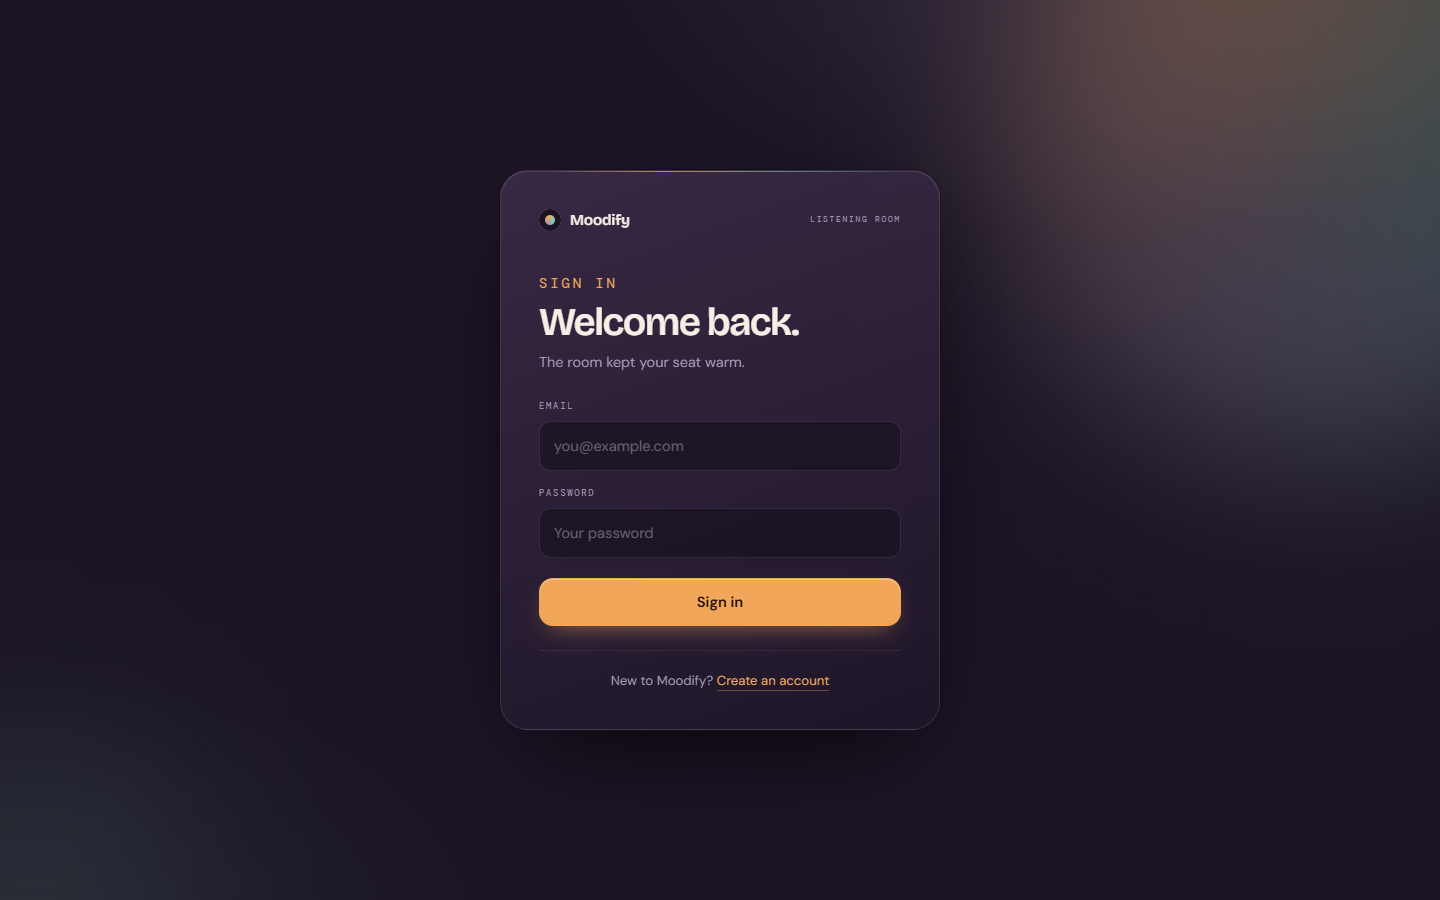 Moodify
LISTENING ROOM
SIGN IN
Welcome back.
The room kept your seat warm.
EMAIL
you@example.com
PASSWORD
Your password
Sign in
New to Moodify? Create an account